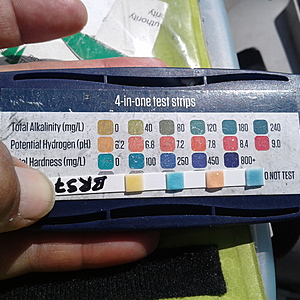 Authority
4-in-one test strips
Total Alkalinity (mg/L) 0 40 80 120 180 240
Potential Hydrogen (pH) 6.2 6.8 7.2 7.8 8.4 9.0
Hardness (mg/L) 0 100 250 450 800+
BRS7
O NOT TEST